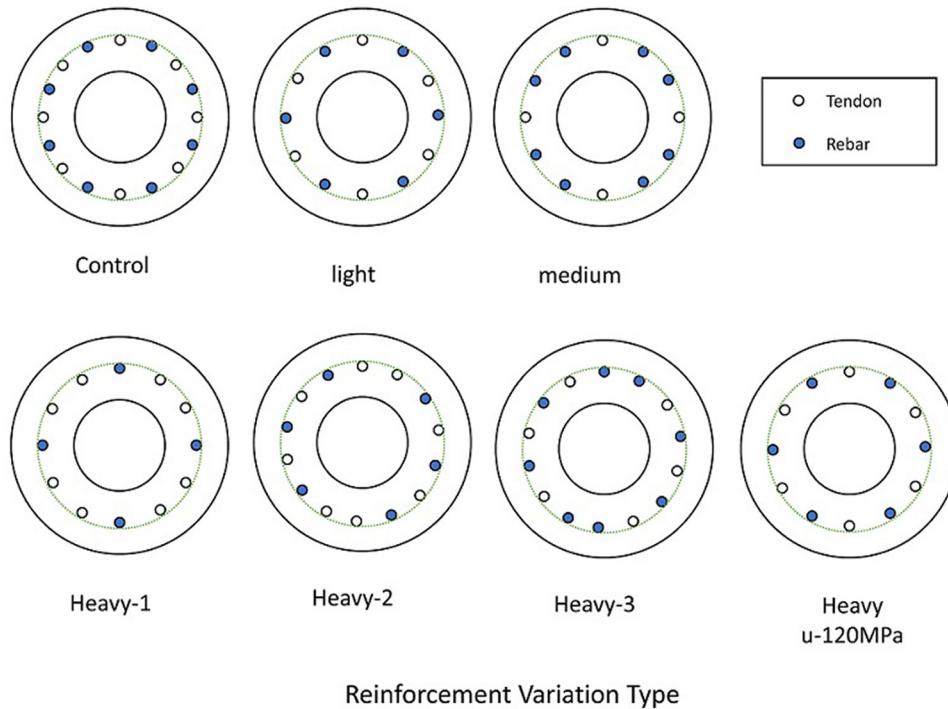 Tendon
Rebar
Control
light
medium
Heavy-1
Heavy-2
Heavy-3
Heavy
u-120MPa
Reinforcement Variation Type